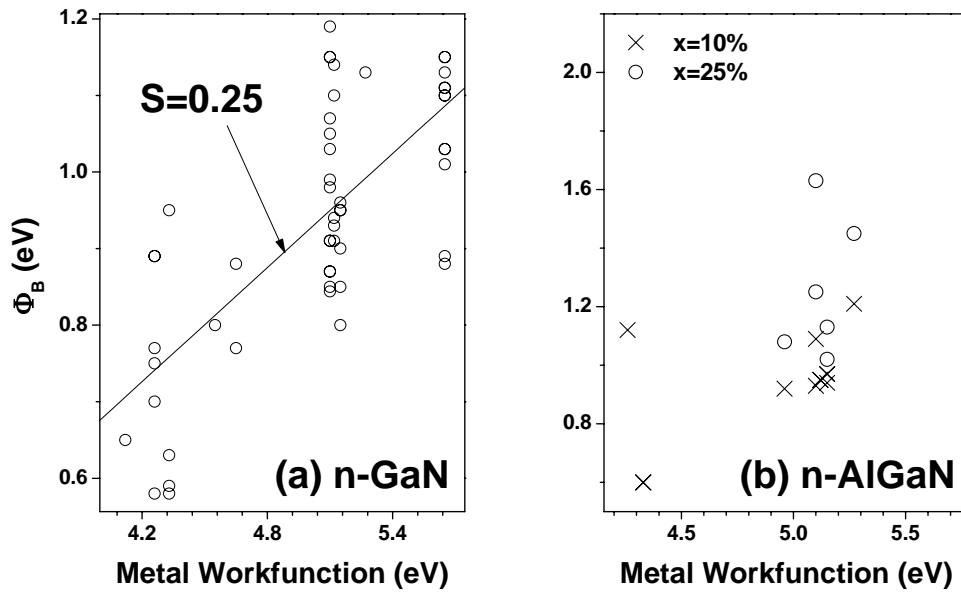 1.2
1.0
0.8
0.6
Φ_B (eV)
S=0.25
(a) n-GaN
4.2 4.8 5.4
Metal Workfunction (eV)
x=10%
x=25%
2.0
1.6
1.2
0.8
(b) n-AlGaN
4.5 5.0 5.5
Metal Workfunction (eV)